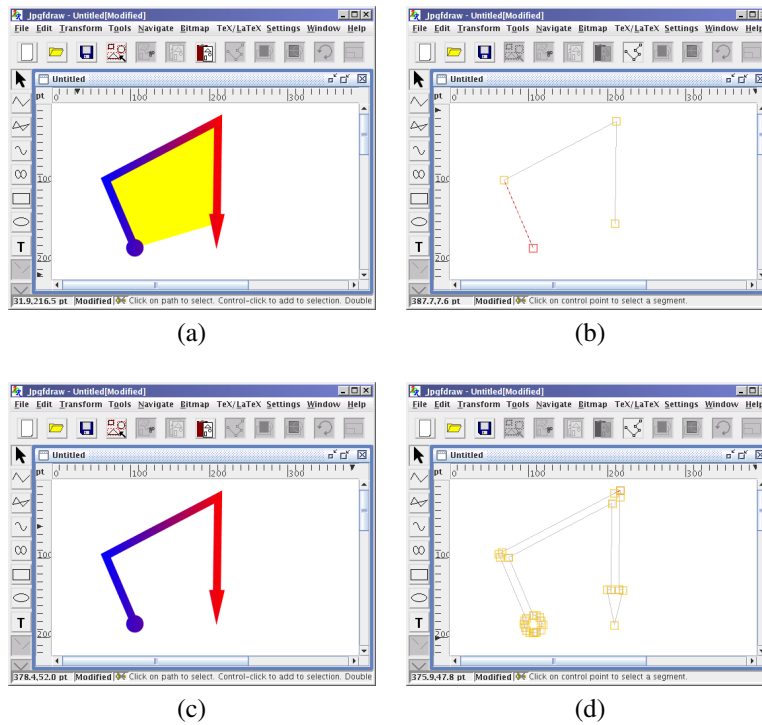 Jpgfdraw - Untitled[Modified]
File Edit Transform Tools Navigate Bitmap TeX/LaTeX Settings Window Help
Untitled
pt 0 100 200 300
100
T
200
31.9,216.5 pt Modified Click on path to select. Control-click to add to selection. Double
(a)
Jpgfdraw - Untitled[Modified]
File Edit Transform Tools Navigate Bitmap TeX/LaTeX Settings Window Help
Untitled
pt 0 100 200 300
100
T
200
387.7,7.6 pt Modified Click on control point to select a segment.
(b)
Jpgfdraw - Untitled[Modified]
File Edit Transform Tools Navigate Bitmap TeX/LaTeX Settings Window Help
Untitled
pt 0 100 200 300
100
T
200
378.4,52.0 pt Modified Click on path to select. Control-click to add to selection. Double
(c)
Jpgfdraw - Untitled[Modified]
File Edit Transform Tools Navigate Bitmap TeX/LaTeX Settings Window Help
Untitled
pt 0 100 200 300
100
T
200
375.9,47.8 pt Modified Click on control point to select a segment.
(d)